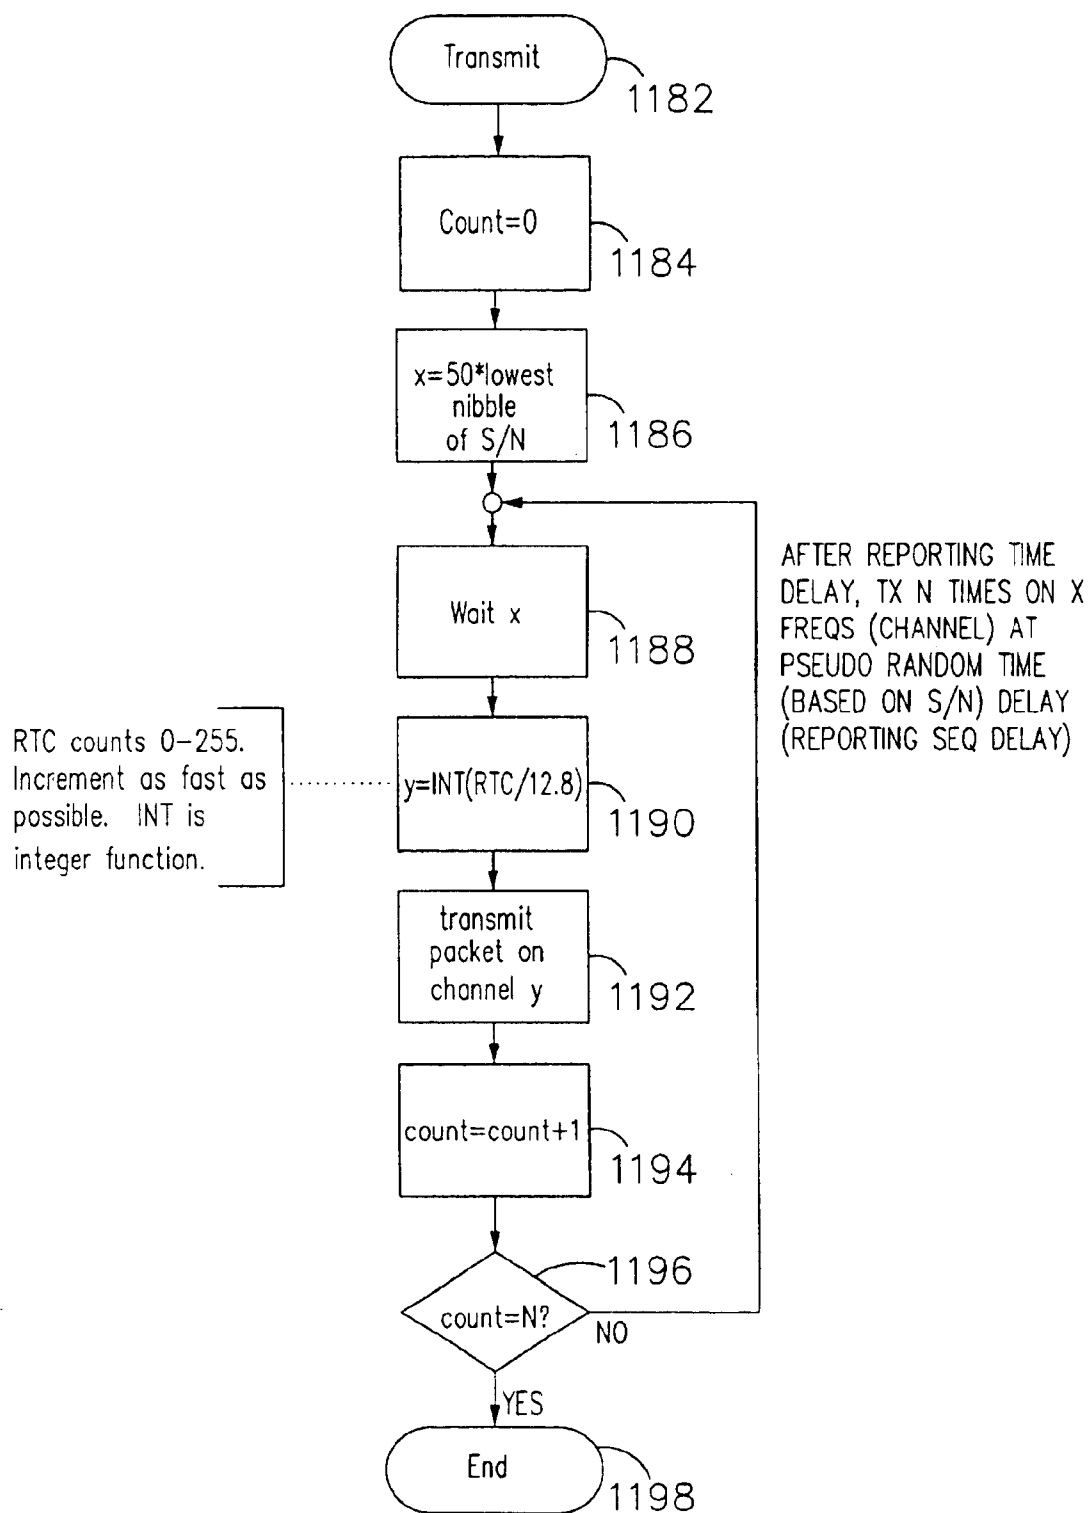 Transmit
1182
Count=0
1184
x=50*lowest
nibble
of S/N
1186
Wait x
1188
AFTER REPORTING TIME
DELAY, TX N TIMES ON X
FREQS (CHANNEL) AT
PSEUDO RANDOM TIME
(BASED ON S/N) DELAY
(REPORTING SEQ DELAY)
RTC counts 0-255.
Increment as fast as
possible. INT is
integer function.
y=INT(RTC/12.8)
1190
transmit
packet on
channel y
1192
count=count+1
1194
1196
count=N?
NO
YES
End
1198